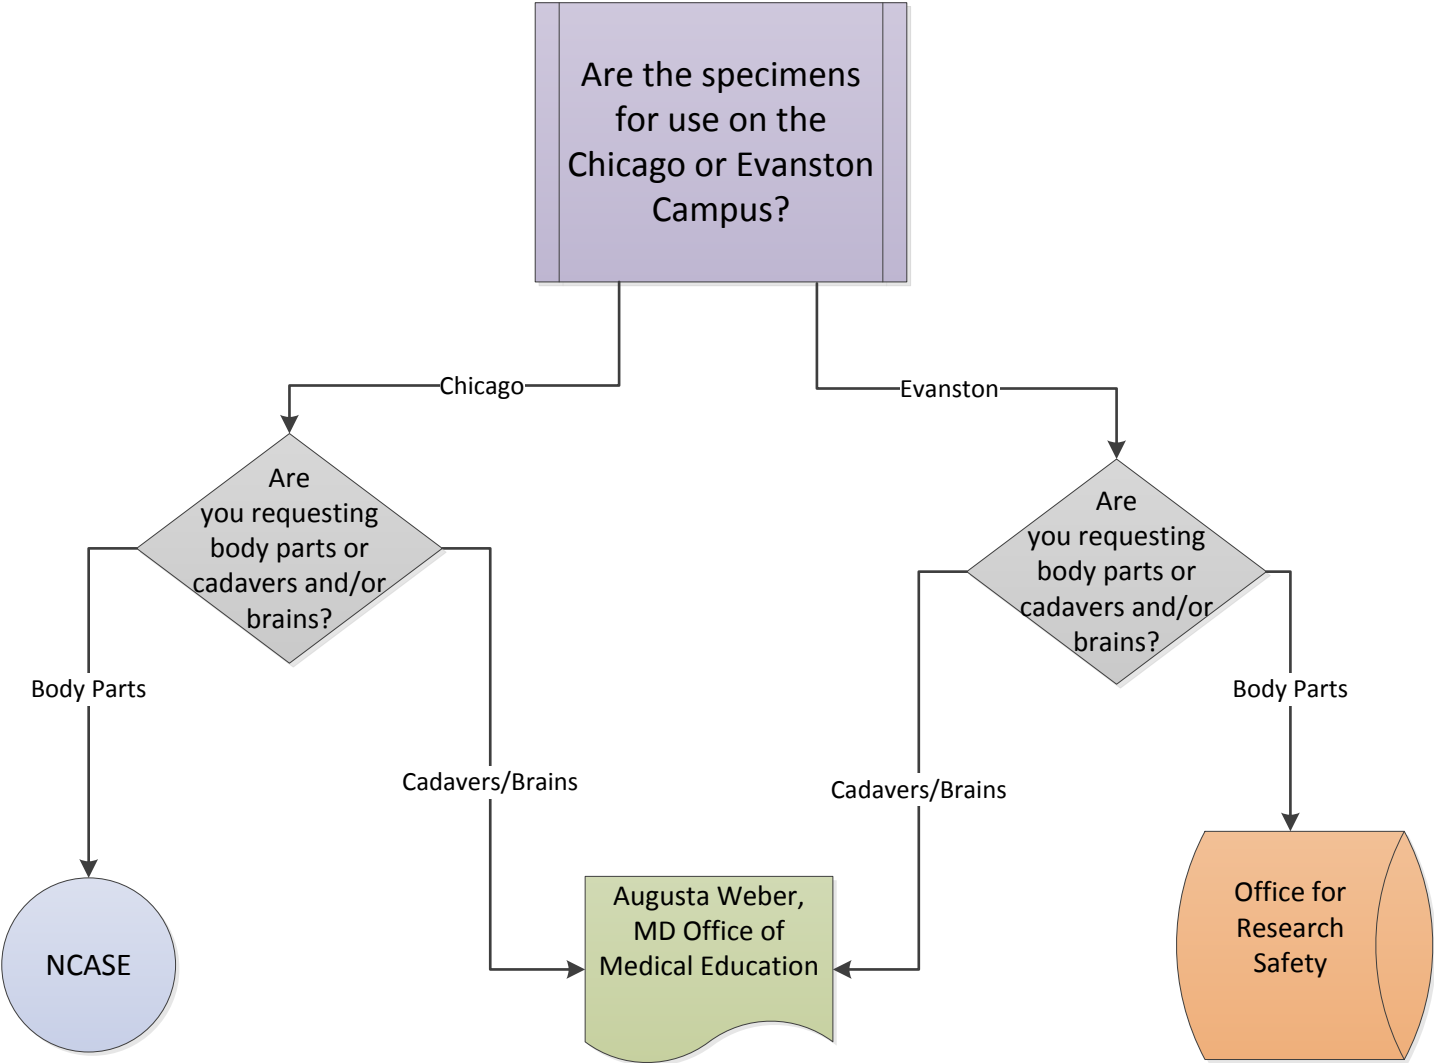 Are the specimens
for use on the
Chicago or Evanston
Campus?
Chicago
Evanston
Are
you requesting
body parts or
cadavers and/or
brains?
Are
you requesting
body parts or
cadavers and/or
brains?
Body Parts
Body Parts
Cadavers/Brains
Cadavers/Brains
NCASE
Augusta Weber,
MD Office of
Medical Education
Office for
Research
Safety